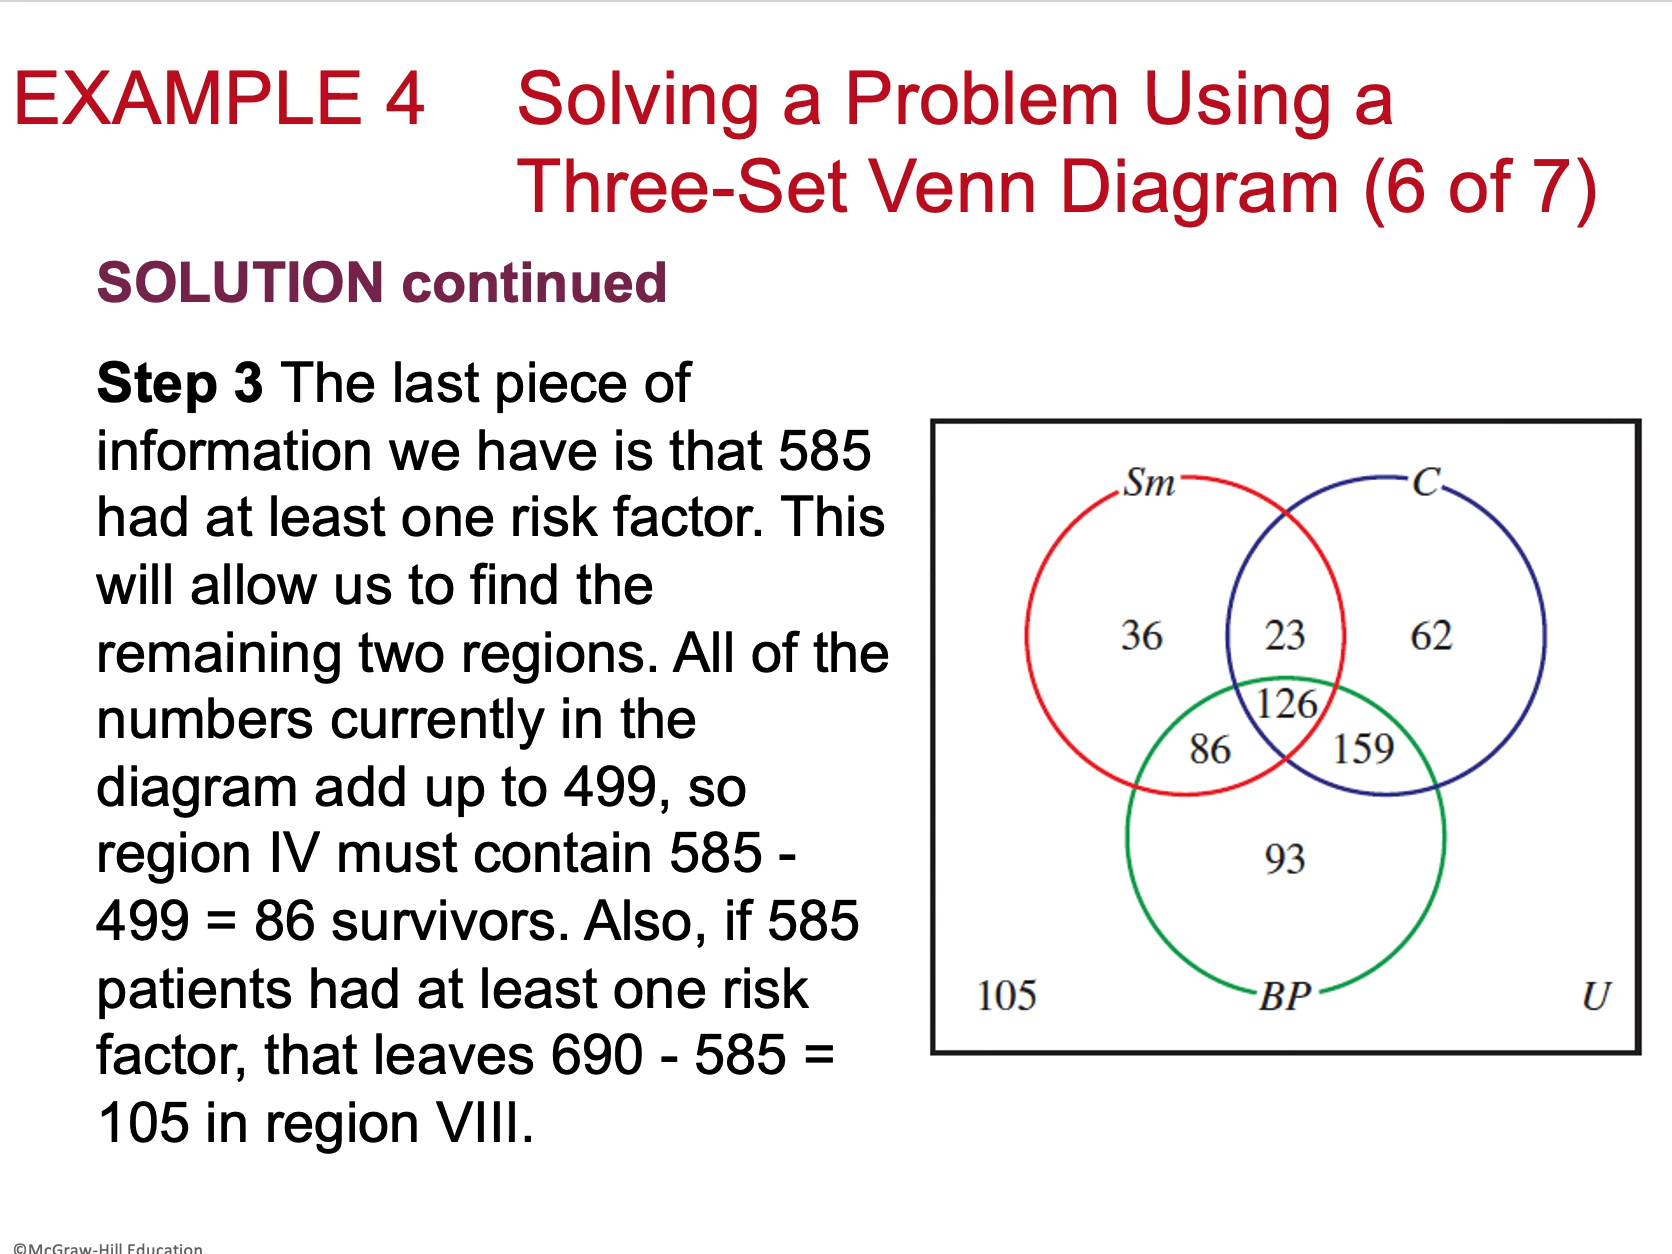 EXAMPLE 4 Solving a Problem Using a
Three-Set Venn Diagram (6 of 7)
SOLUTION continued
Step 3 The last piece of
information we have is that 585
had at least one risk factor. This
will allow us to find the
remaining two regions. All of the
numbers currently in the
diagram add up to 499, so
region IV must contain 585 -
499 = 86 survivors. Also, if 585
patients had at least one risk
factor, that leaves 690 - 585 =
105 in region VIII.
Sm C
36 23 62
126
86 159
93
105 BP U
©McGraw-Hill Education.